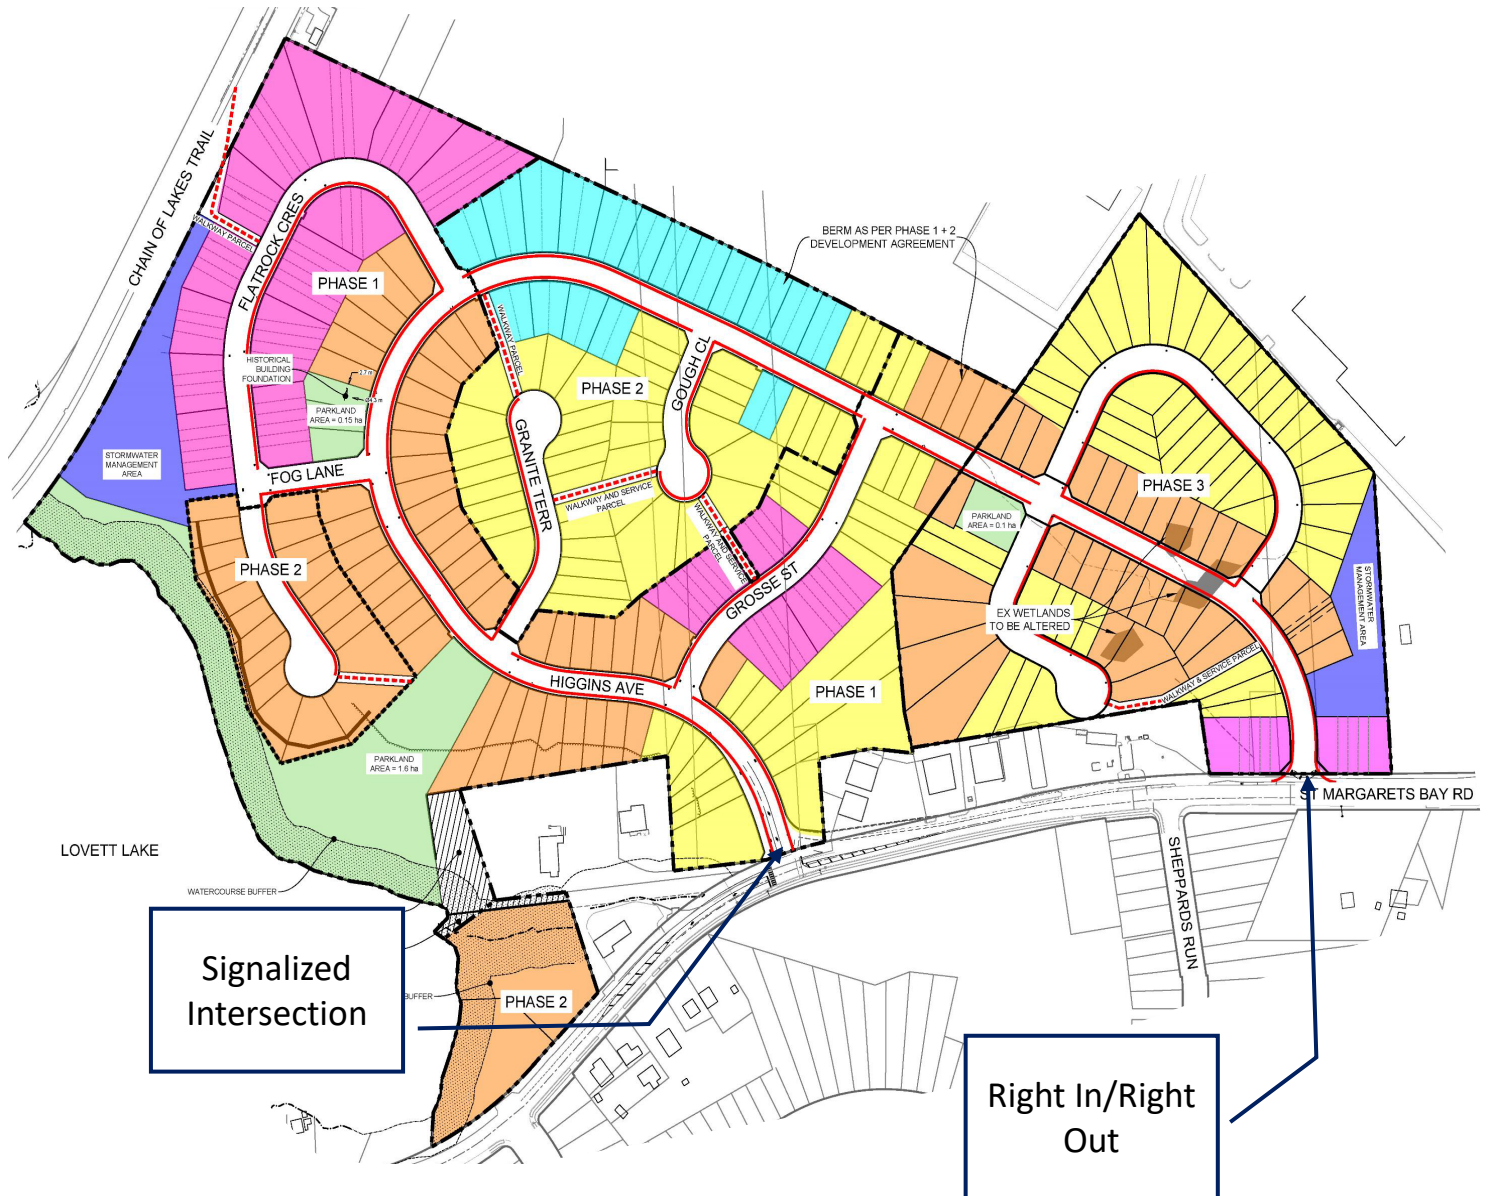 CHAIN OF LAKES TRAIL
WALKWAY PARCEL
FLATROCK CRES
PHASE 1
HISTORICAL
BUILDING
FOUNDATION
2.7 m
PARKLAND
AREA = 0.15 ha
STORMWATER
MANAGEMENT
AREA
FOG LANE
PHASE 2
WALKWAY PARCEL
PHASE 2
GRANITE TERR
GOUGH CL
BERM AS PER PHASE 1 + 2
DEVELOPMENT AGREEMENT
WALKWAY AND SERVICE
PARCEL
WALKWAY AND SERVICE
PARCEL
GROSSE ST
HIGGINS AVE
PHASE 1
PHASE 3
PARKLAND
AREA = 0.1 ha
EX WETLANDS
TO BE ALTERED
STORMWATER
MANAGEMENT AREA
WALKWAY & SERVICE PARCEL
PARKLAND
AREA = 1.6 ha
ST MARGARETS BAY RD
SHEPPARDS RUN
LOVETT LAKE
WATERCOURSE BUFFER
BUFFER
PHASE 2
Signalized
Intersection
Right In/Right
Out